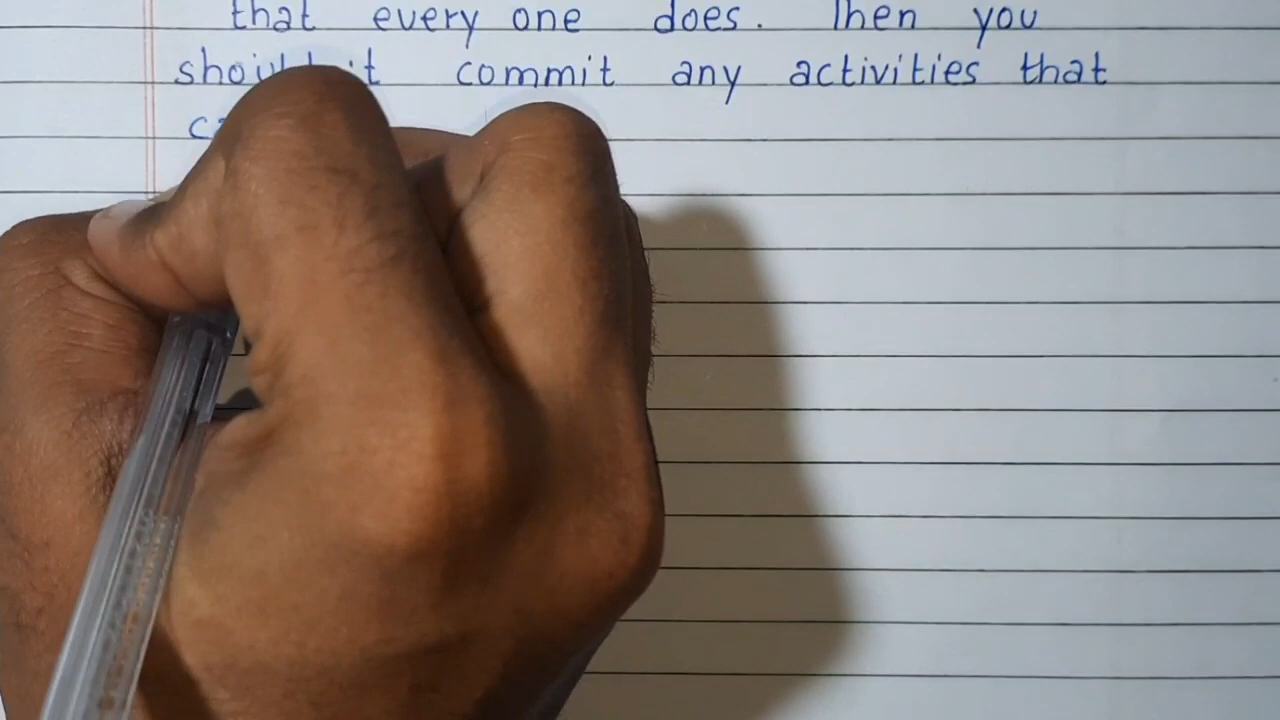 that every one does. Then you
commit any activities that